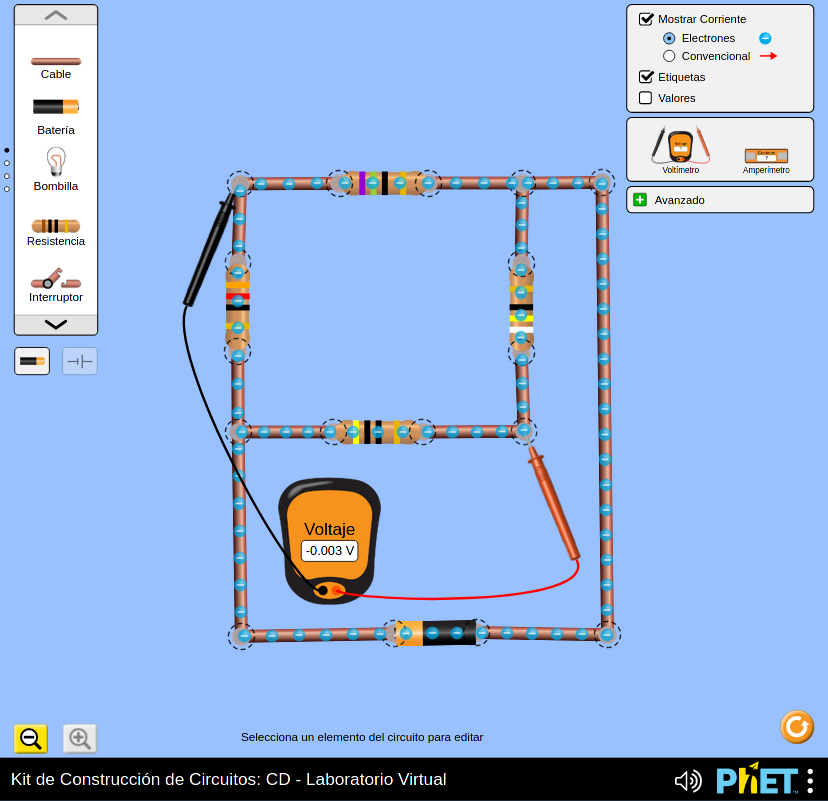 Cable
Batería
Bombilla
Resistencia
Interruptor
Mostrar Corriente
Electrones
Convencional
Etiquetas
Valores
Voltímetro
Amperímetro
Avanzado
Voltaje
-0.003 V
Selecciona un elemento del circuito para editar
Kit de Construcción de Circuitos: CD - Laboratorio Virtual
PhET